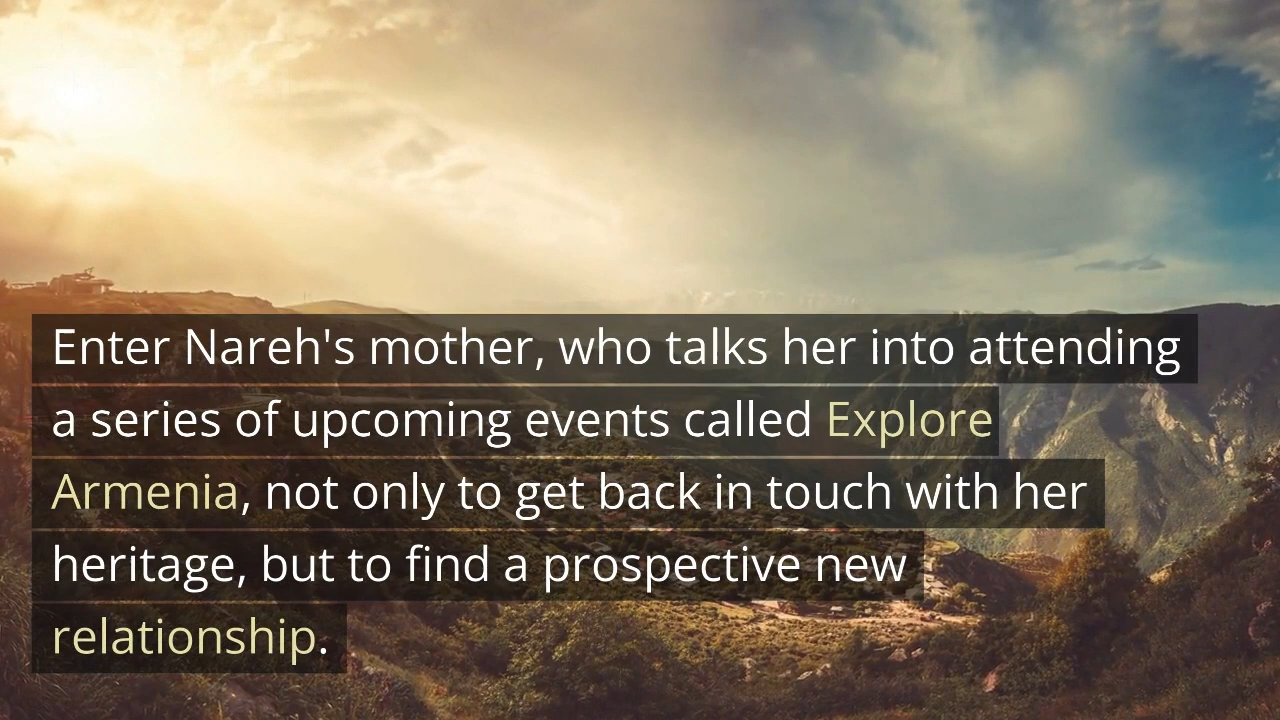 Enter Nareh's mother, who talks her into attending
a series of upcoming events called Explore
Armenia, not only to get back in touch with her
heritage, but to find a prospective new
relationship.